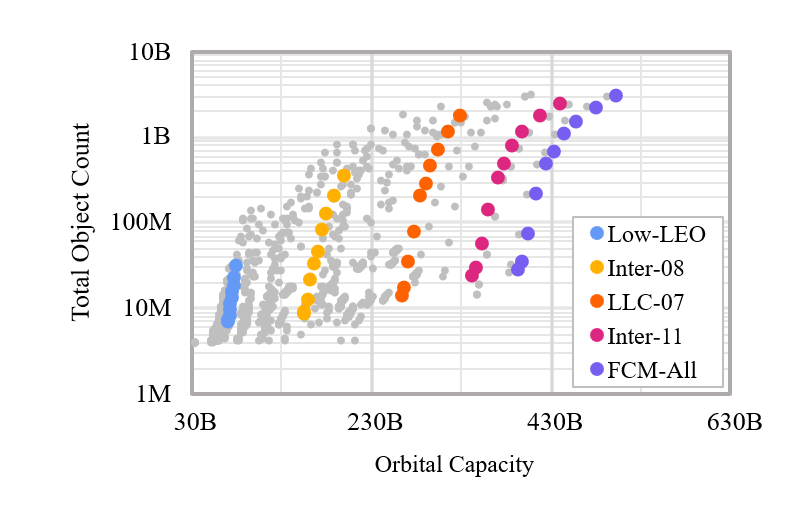 10B
1B
100M
10M
1M
Total Object Count
30B 230B 430B 630B
Orbital Capacity
Low-LEO
Inter-08
LLC-07
Inter-11
FCM-All